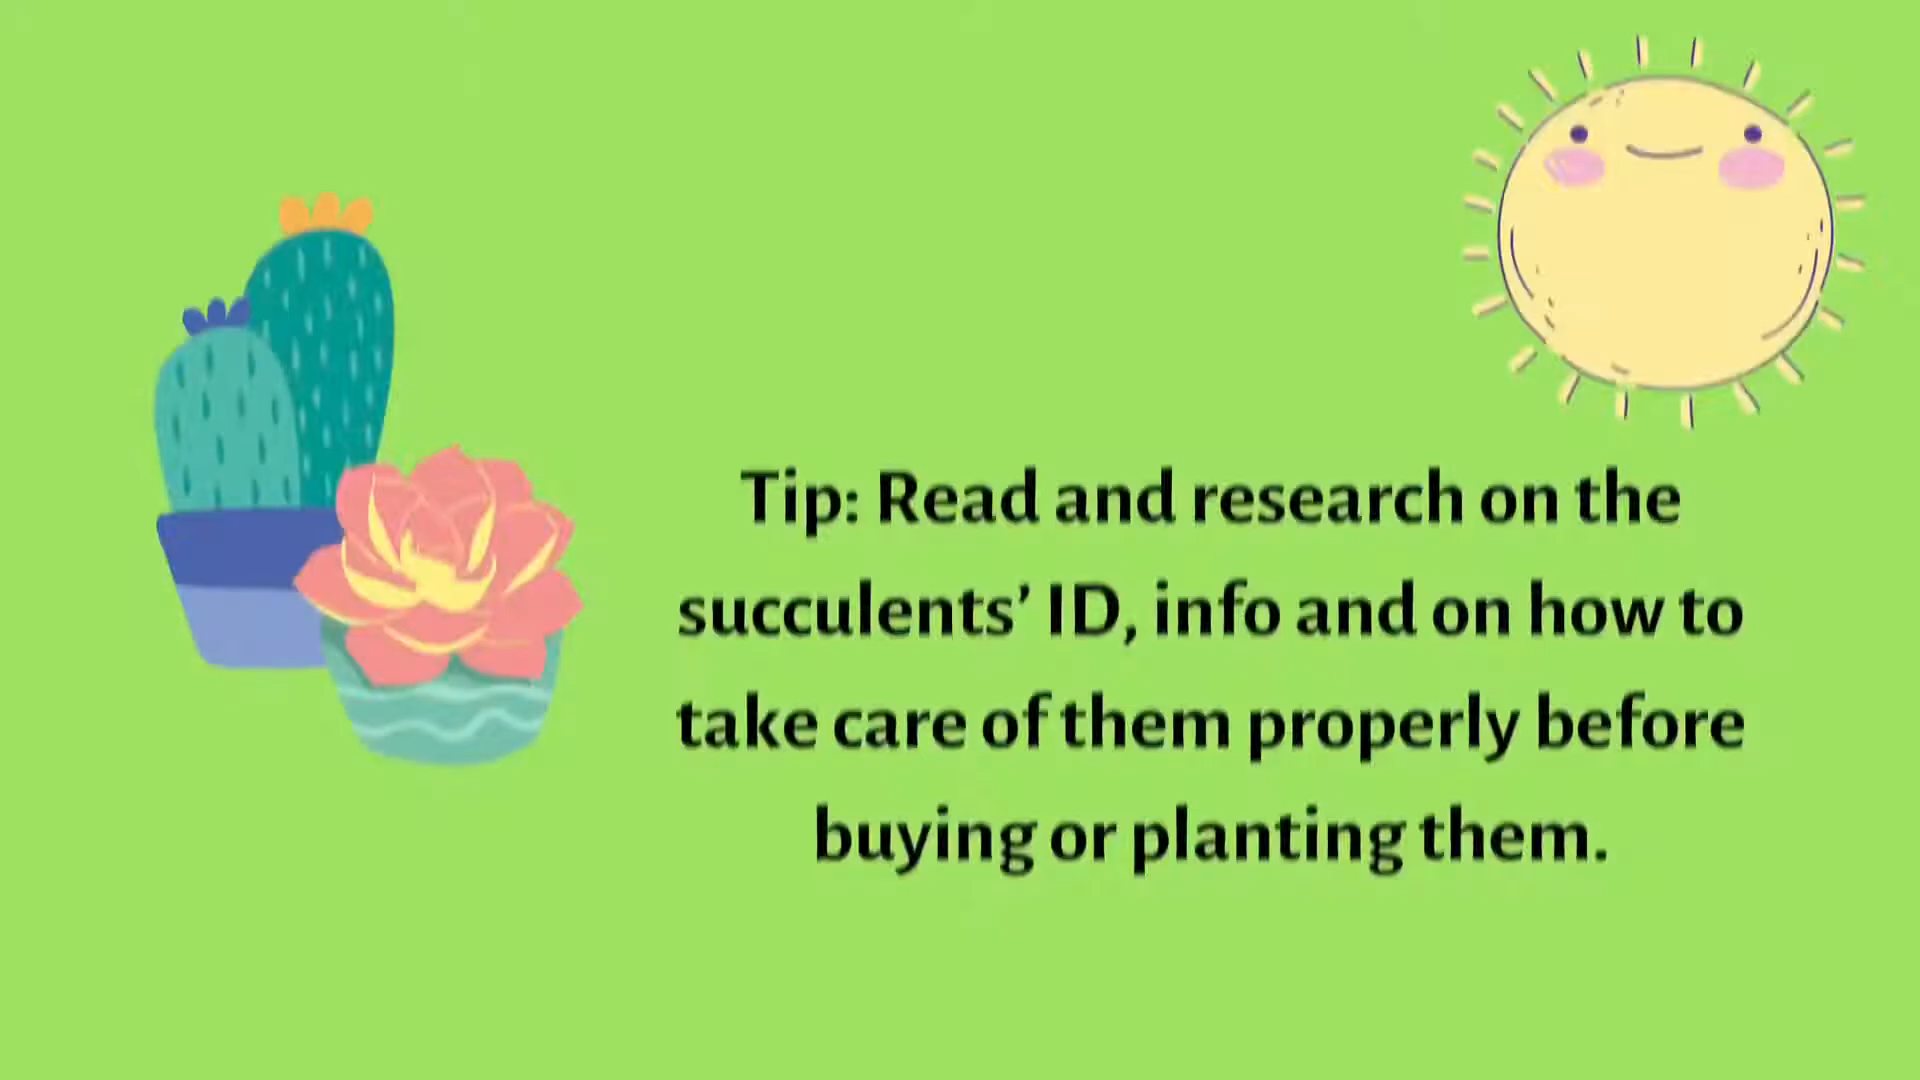 Tip: Read and research on the
succulents’ ID, info and on how to
take care of them properly before
buying or planting them.